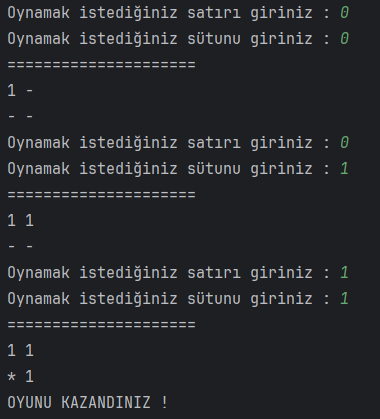 Oynamak istediğiniz satırı giriniz : 0
Oynamak istediğiniz sütunu giriniz : 0
=====================
1 -
- -
Oynamak istediğiniz satırı giriniz : 0
Oynamak istediğiniz sütunu giriniz : 1
=====================
1 1
- -
Oynamak istediğiniz satırı giriniz : 1
Oynamak istediğiniz sütunu giriniz : 1
=====================
1 1
* 1
OYUNU KAZANDINIZ !